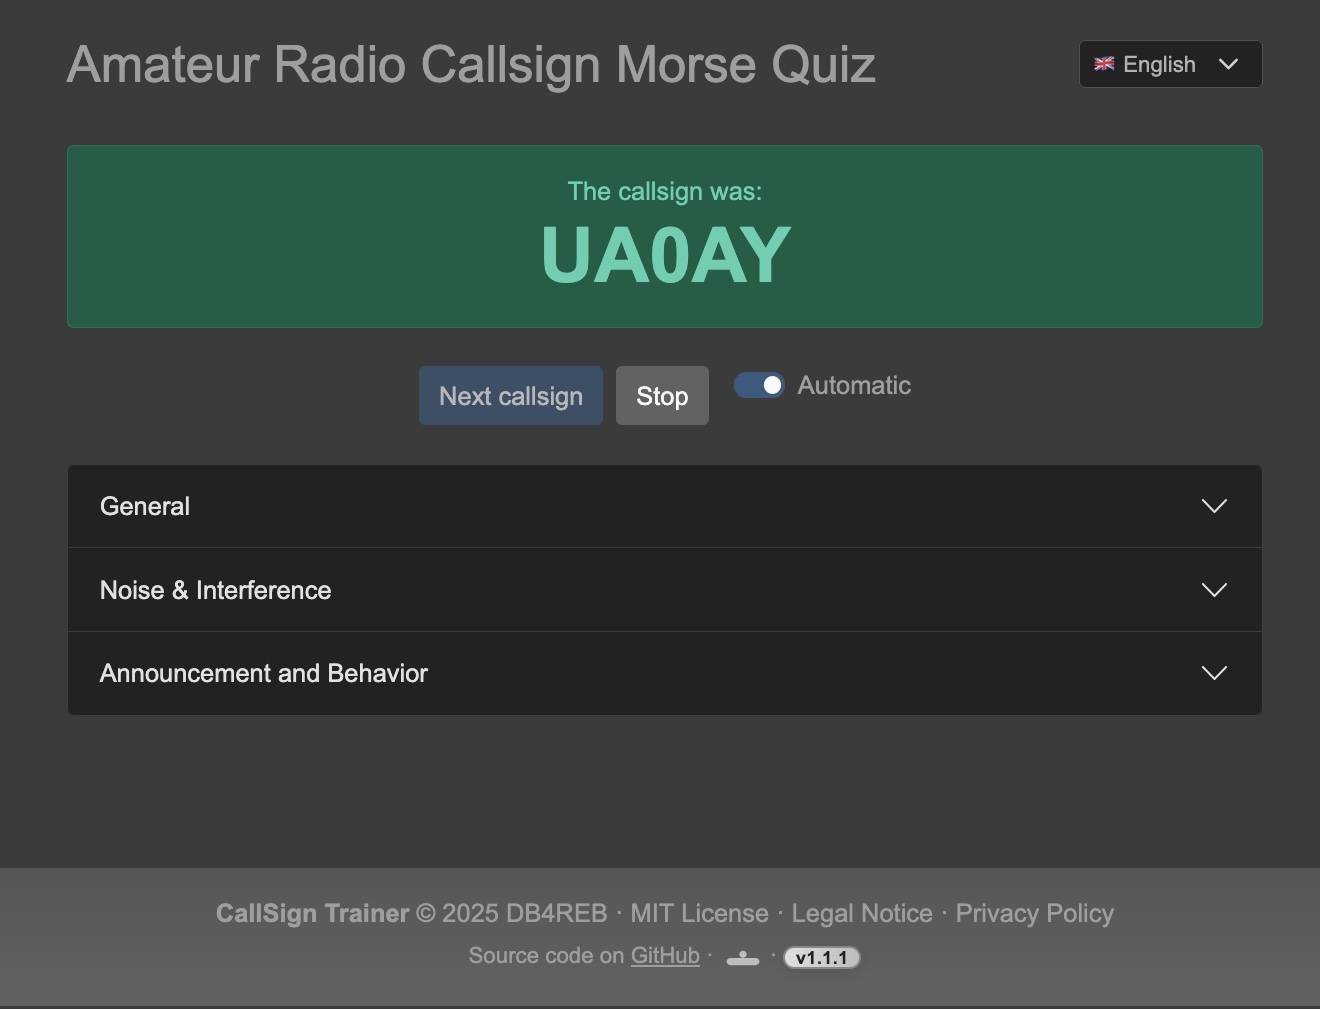 Amateur Radio Callsign Morse Quiz
English
The callsign was:
UA0AY
Next callsign Stop Automatic
General
Noise & Interference
Announcement and Behavior
CallSign Trainer © 2025 DB4REB · MIT License · Legal Notice · Privacy Policy
Source code on GitHub · · v1.1.1